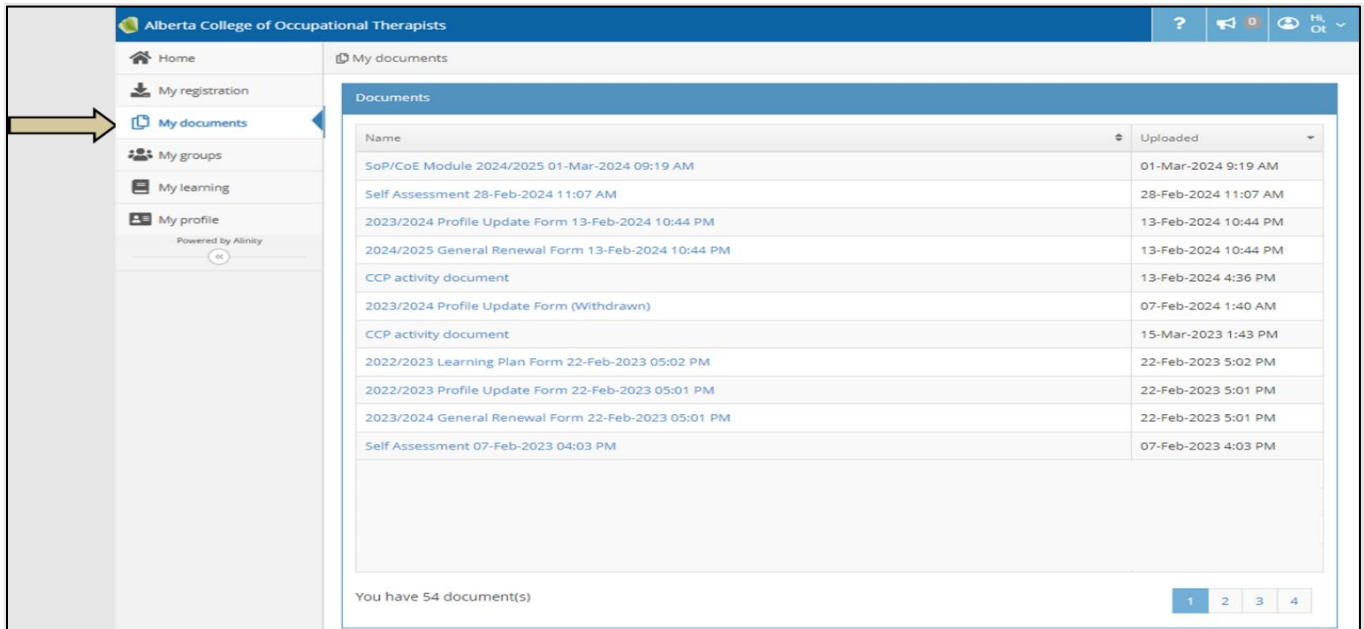 Alberta College of Occupational Therapists ? 0 Hi, Ot
Home
My registration
My documents
My groups
My learning
My profile
Powered by Alinity
My documents
Documents
Name Uploaded
SoP/CoE Module 2024/2025 01-Mar-2024 09:19 AM 01-Mar-2024 9:19 AM
Self Assessment 28-Feb-2024 11:07 AM 28-Feb-2024 11:07 AM
2023/2024 Profile Update Form 13-Feb-2024 10:44 PM 13-Feb-2024 10:44 PM
2024/2025 General Renewal Form 13-Feb-2024 10:44 PM 13-Feb-2024 10:44 PM
CCP activity document 13-Feb-2024 4:36 PM
2023/2024 Profile Update Form (Withdrawn) 07-Feb-2024 1:40 AM
CCP activity document 15-Mar-2023 1:43 PM
2022/2023 Learning Plan Form 22-Feb-2023 05:02 PM 22-Feb-2023 5:02 PM
2022/2023 Profile Update Form 22-Feb-2023 05:01 PM 22-Feb-2023 5:01 PM
2023/2024 General Renewal Form 22-Feb-2023 05:01 PM 22-Feb-2023 5:01 PM
Self Assessment 07-Feb-2023 04:03 PM 07-Feb-2023 4:03 PM
You have 54 document(s) 1 2 3 4